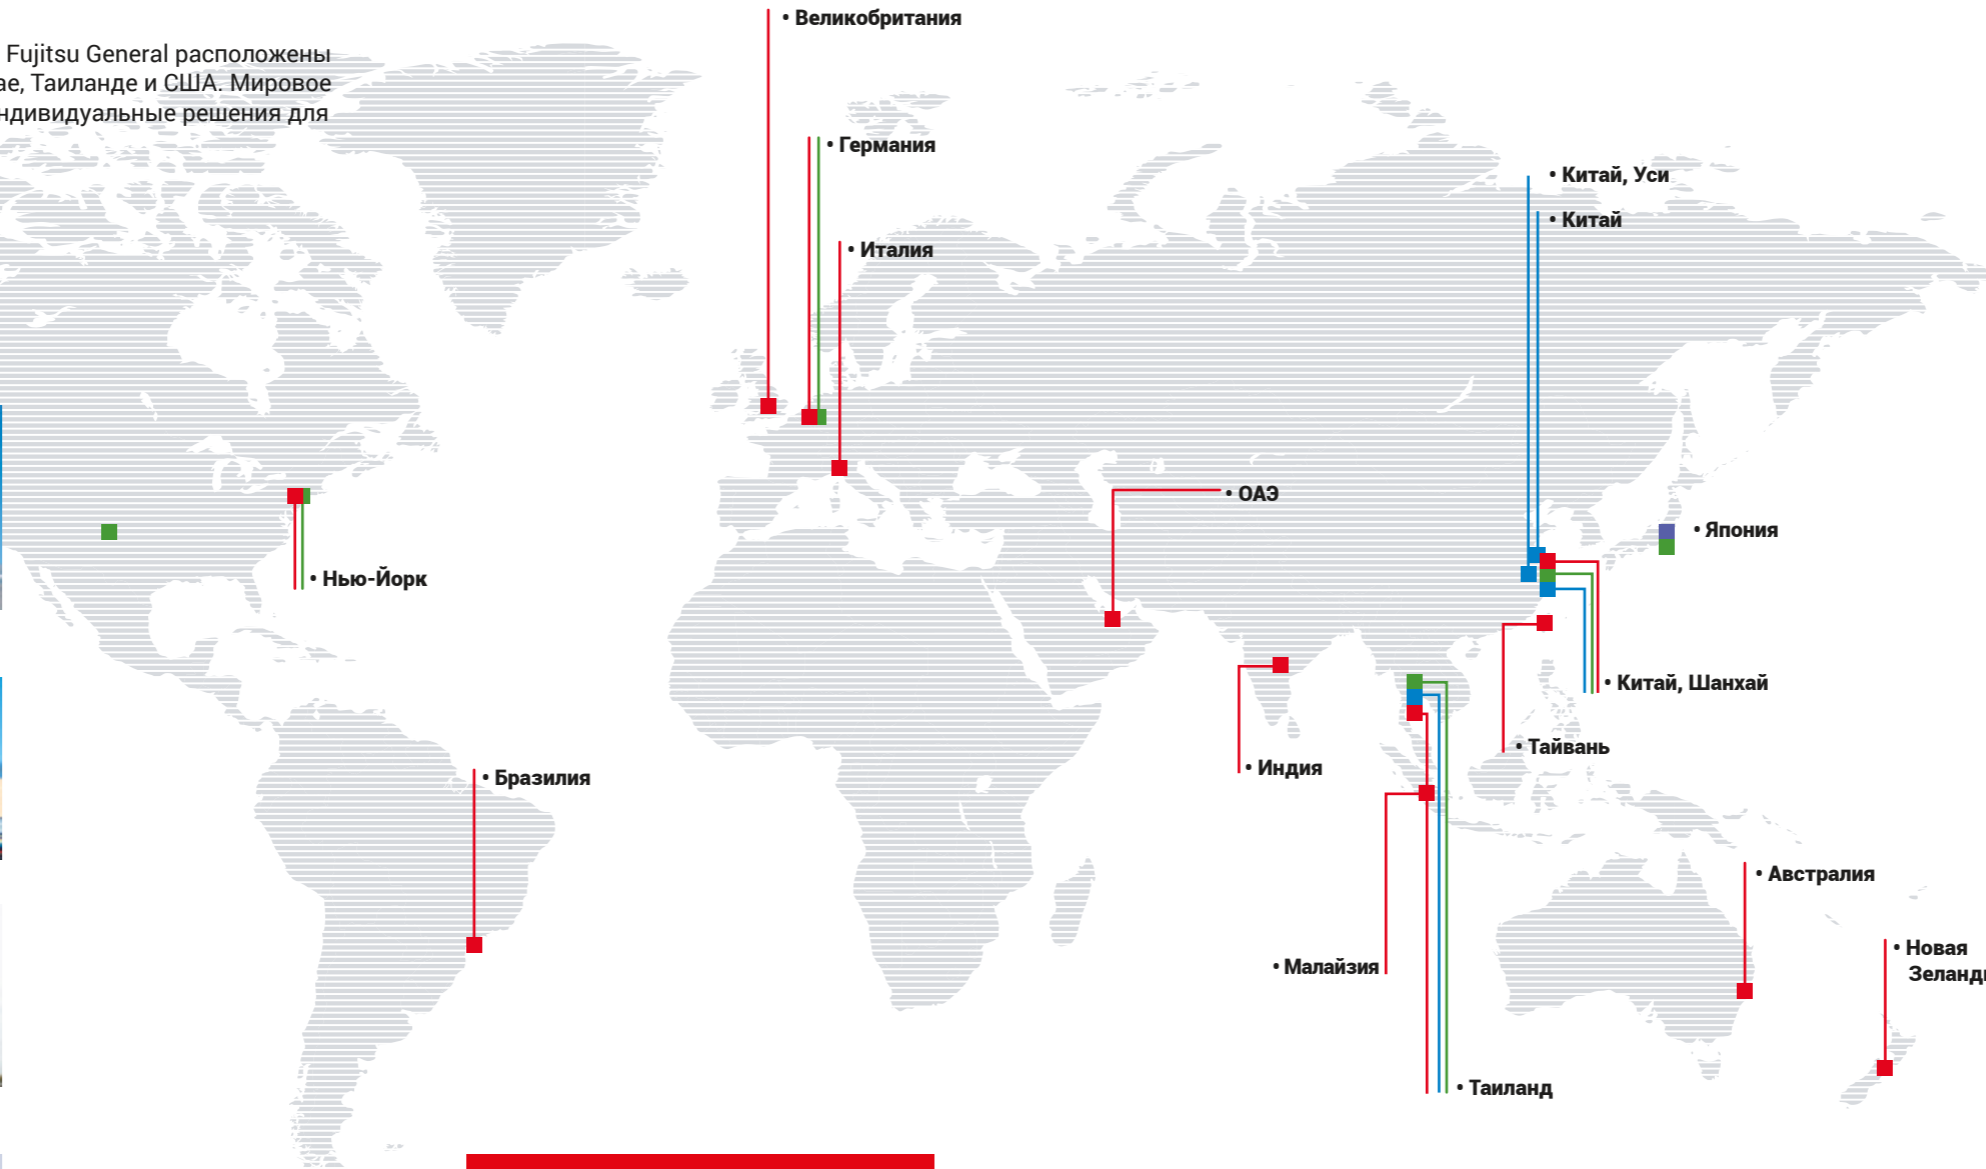 Fujitsu General расположены
ае, Таиланде и США. Мировое
ндивидуальные решения для
• Великобритания
• Германия
• Китай, Уси
• Китай
• Италия
• ОАЭ
• Япония
• Нью-Йорк
• Китай, Шанхай
• Тайвань
• Индия
• Бразилия
• Австралия
• Новая
Зеланд
• Малайзия
• Таиланд